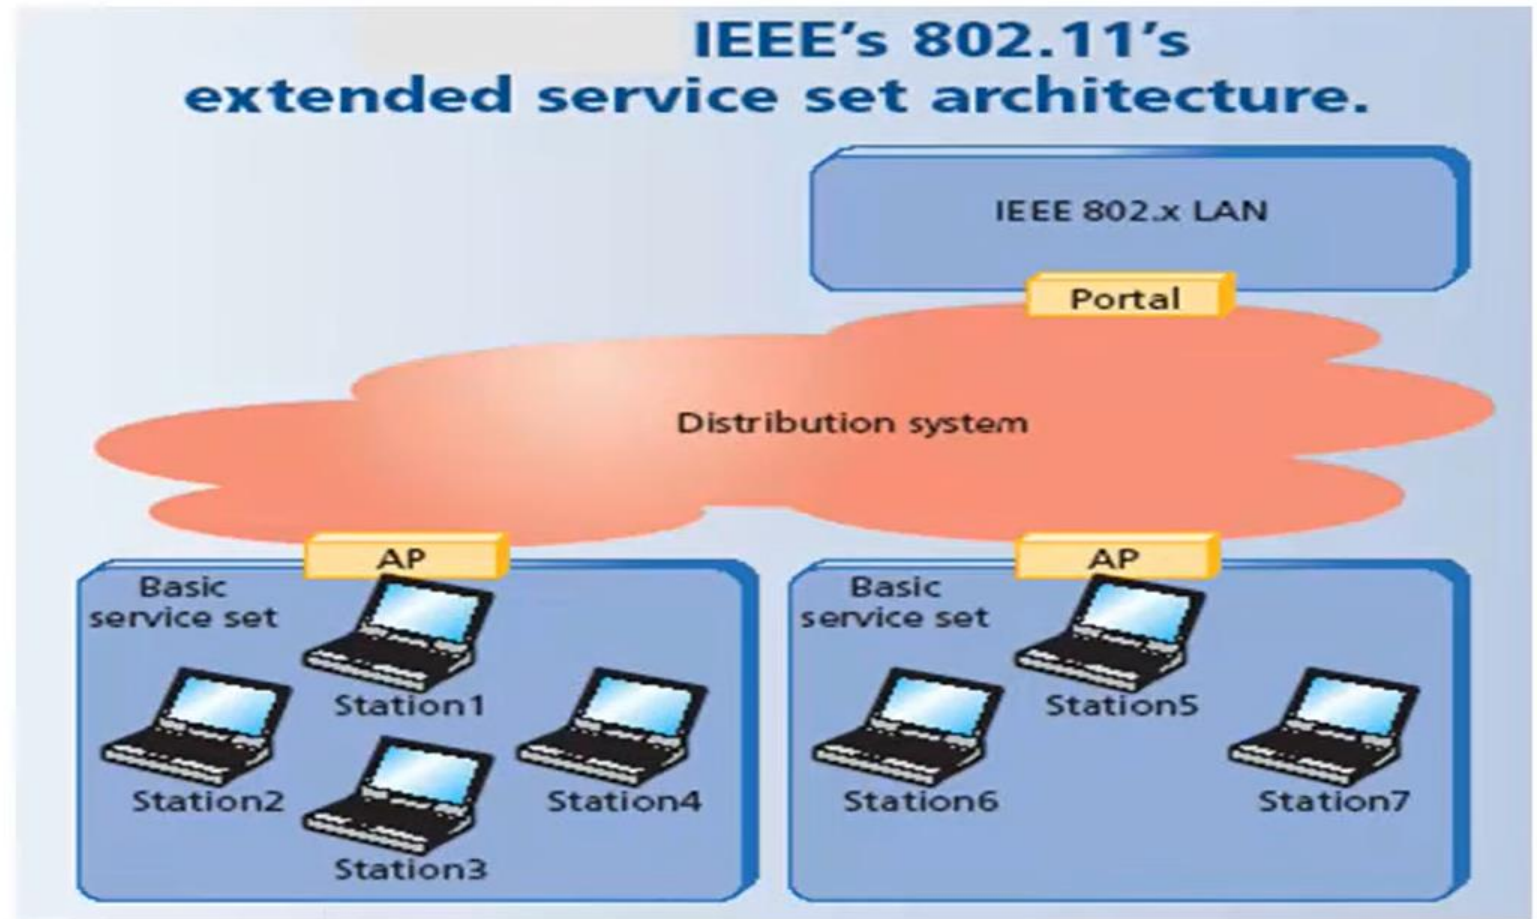 IEEE's 802.11's
extended service set architecture.
IEEE 802.x LAN
Portal
Distribution system
AP
Basic
service set
Station1
Station2
Station4
Station3
AP
Basic
service set
Station5
Station6
Station7